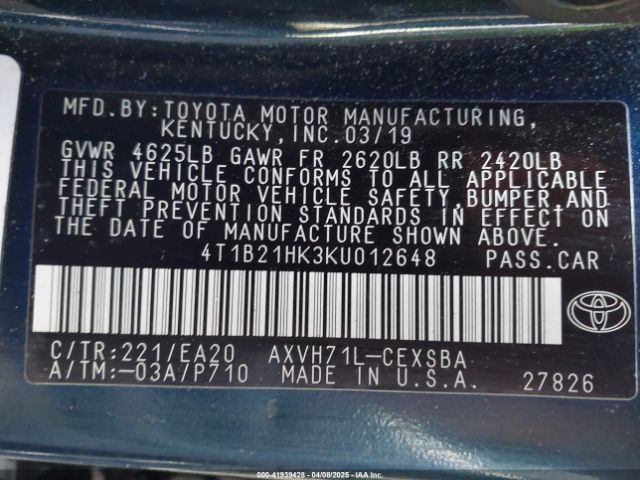 MFD. BY: TOYOTA MOTOR MANUFACTURING,
KENTUCKY, INC. 03/19
GVWR 4625LB GAWR FR 2620LB RR 2420LB
THIS VEHICLE CONFORMS TO ALL APPLICABLE
FEDERAL MOTOR VEHICLE SAFETY, BUMPER, AND
THEFT PREVENTION STANDARDS IN EFFECT ON
THE DATE OF MANUFACTURE SHOWN ABOVE.
4T1B21HK3KU012648 PASS. CAR
C/TR: 221/EA20 AXVH71L-CEXSBA
A/TM: -03A/P710 MADE IN U.S.A. 27826
000-41939428 04/08/2025 IAA Inc.